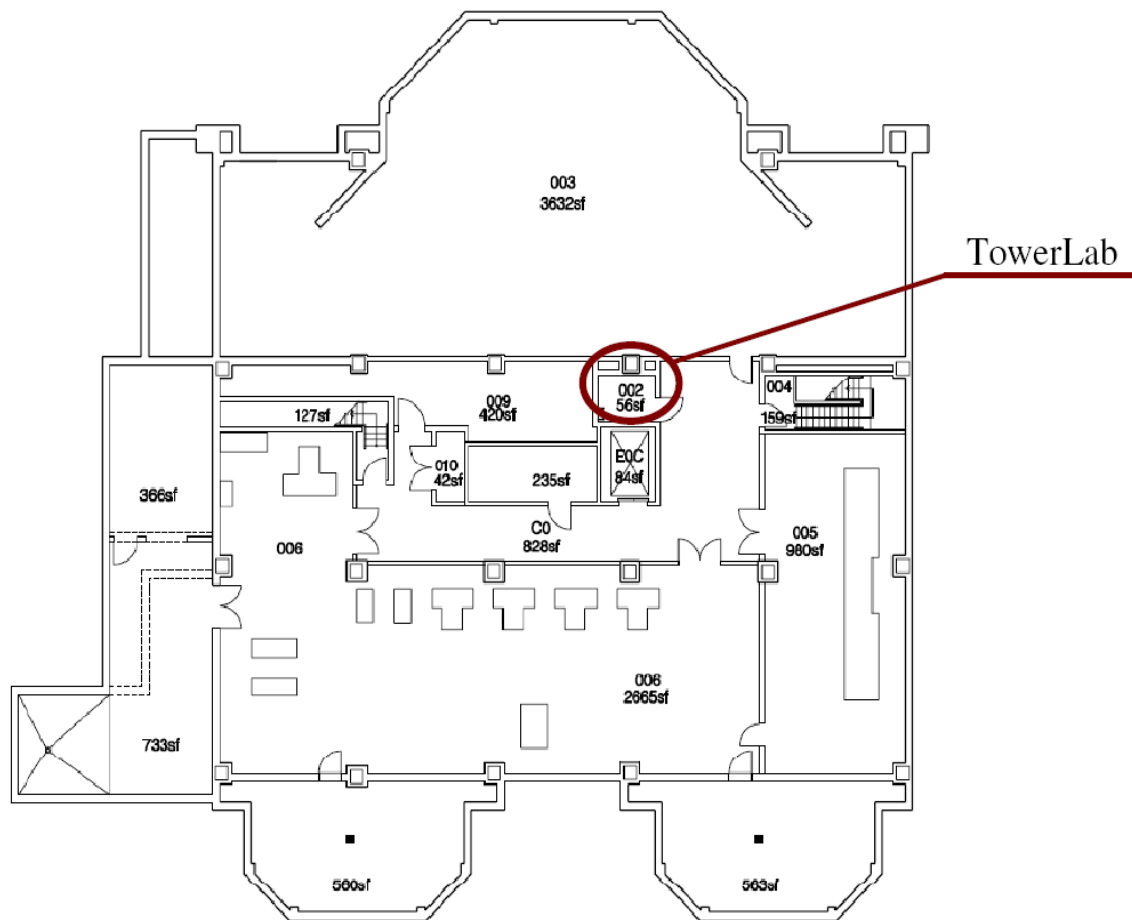 003
3632sf
TowerLab
002
56sf
004
159sf
009
420sf
127sf
E0C
84sf
010
42sf
235sf
366sf
C0
828sf
005
980sf
006
006
2665sf
733sf
560sf
563sf